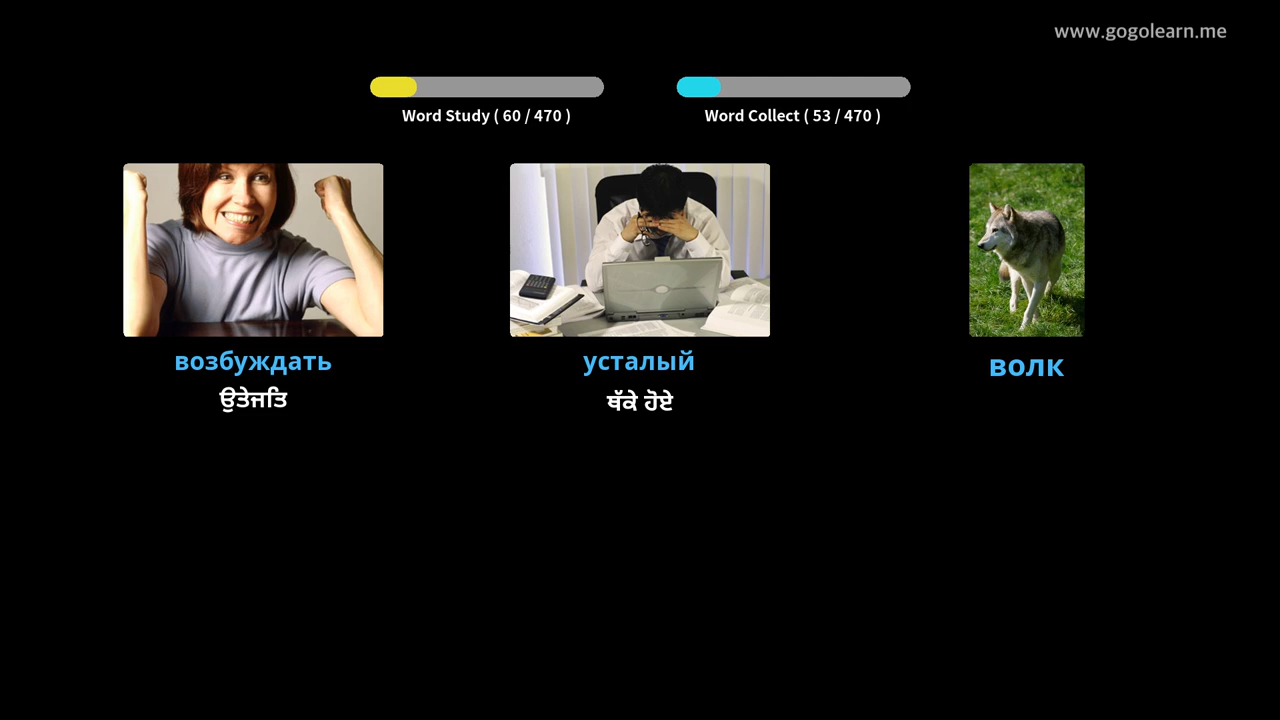 www.gogolearn.me
Word Study ( 60 / 470 )
Word Collect ( 53 / 470 )
возбуждать
ਉਤੇਜਤਿ
усталый
ਥੱਕੇ ਹੋਏ
волк